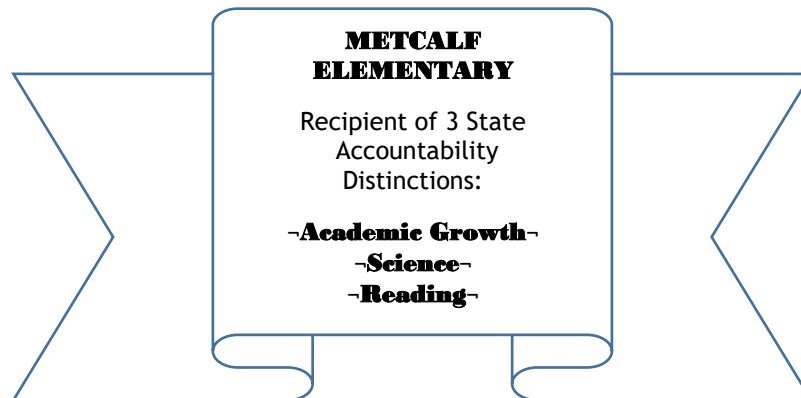 METCALF
ELEMENTARY
Recipient of 3 State
Accountability
Distinctions:
¬Academic Growth¬
¬Science¬
¬Reading¬